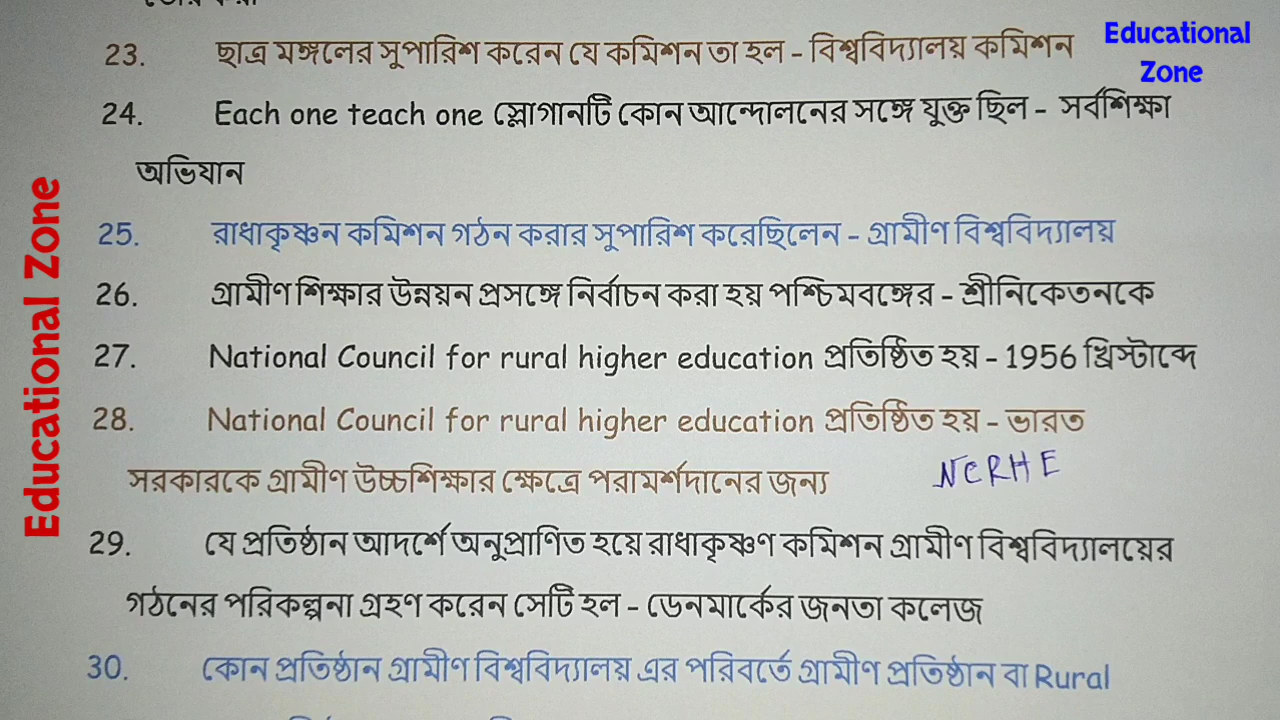 Educational
Zone
23. ছাত্র মঙ্গলের সুপারিশ করেন যে কমিশন তা হল - বিশ্ববিদ্যালয় কমিশন
24. Each one teach one স্লোগানটি কোন আন্দোলনের সঙ্গে যুক্ত ছিল - সর্বশিক্ষা
অভিযান
25. রাধাকৃষ্ণন কমিশন গঠন করার সুপারিশ করেছিলেন - গ্রামীণ বিশ্ববিদ্যালয়
26. গ্রামীণ শিক্ষার উন্নয়ন প্রসঙ্গে নির্বাচন করা হয় পশ্চিমবঙ্গের - শ্রীনিকেতনকে
27. National Council for rural higher education প্রতিষ্ঠিত হয় - 1956 খ্রিস্টাব্দে
28. National Council for rural higher education প্রতিষ্ঠিত হয় - ভারত
সরকারকে গ্রামীণ উচ্চশিক্ষার ক্ষেত্রে পরামর্শদানের জন্য
NCRHE
29. যে প্রতিষ্ঠান আদর্শে অনুপ্রাণিত হয়ে রাধাকৃষ্ণণ কমিশন গ্রামীণ বিশ্ববিদ্যালয়ের
গঠনের পরিকল্পনা গ্রহণ করেন সেটি হল - ডেনমার্কের জনতা কলেজ
30. কোন প্রতিষ্ঠান গ্রামীণ বিশ্ববিদ্যালয় এর পরিবর্তে গ্রামীণ প্রতিষ্ঠান বা Rural
Educational Zone